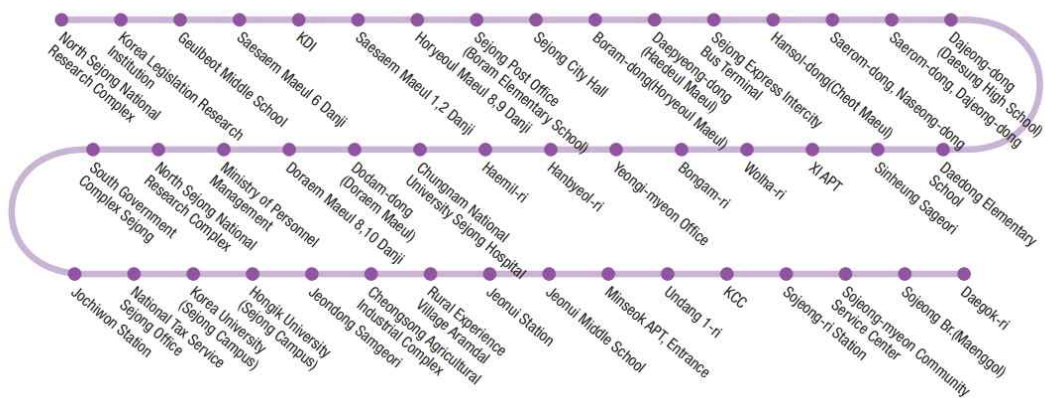 North Sejong National
Research Complex
Korea Legislation Research
Institution
Geulbeot Middle School
Saesaem Maeul 6 Danji
KDI
Saesaem Maeul 1,2 Danji
Horyeoul Maeul 8,9 Danji
Sejong Post Office
(Boram Elementary School)
Sejong City Hall
Boram-dong(Horyeoul Maeul)
Daepyeong-dong
(Haedeul Maeul)
Sejong Express Intercity
Bus Terminal
Hansol-dong(Cheot Maeul)
Saerom-dong, Naseong-dong
Saerom-dong, Dajeong-dong
Dajeong-dong
(Daesung High School)
South Government
Complex Sejong
North Sejong National
Research Complex
Ministry of Personnel
Management
Doraem Maeul 8,10 Danji
Dodam-dong
(Doraem Maeul)
Chungnam National
University Sejong Hospital
Haemil-ri
Hanbyeol-ri
Yeongi-myeon Office
Bongam-ri
Wolha-ri
XI APT
Sinheung Sageori
Daedong Elementary
School
Jochiwon Station
National Tax Service
Sejong Office
Korea University
(Sejong Campus)
Hongik University
(Sejong Campus)
Jeondong Samgeori
Cheongsong Agricultural
Industrial Complex
Rural Experience
Village Aramdal
Jeonui Station
Jeonui Middle School
Minseok APT, Entrance
Undang 1-ri
KCC
Sojeong-ri Station
Sojeong-myeon Community
Service Center
Sojeong Br.(Maenggol)
Daegok-ri